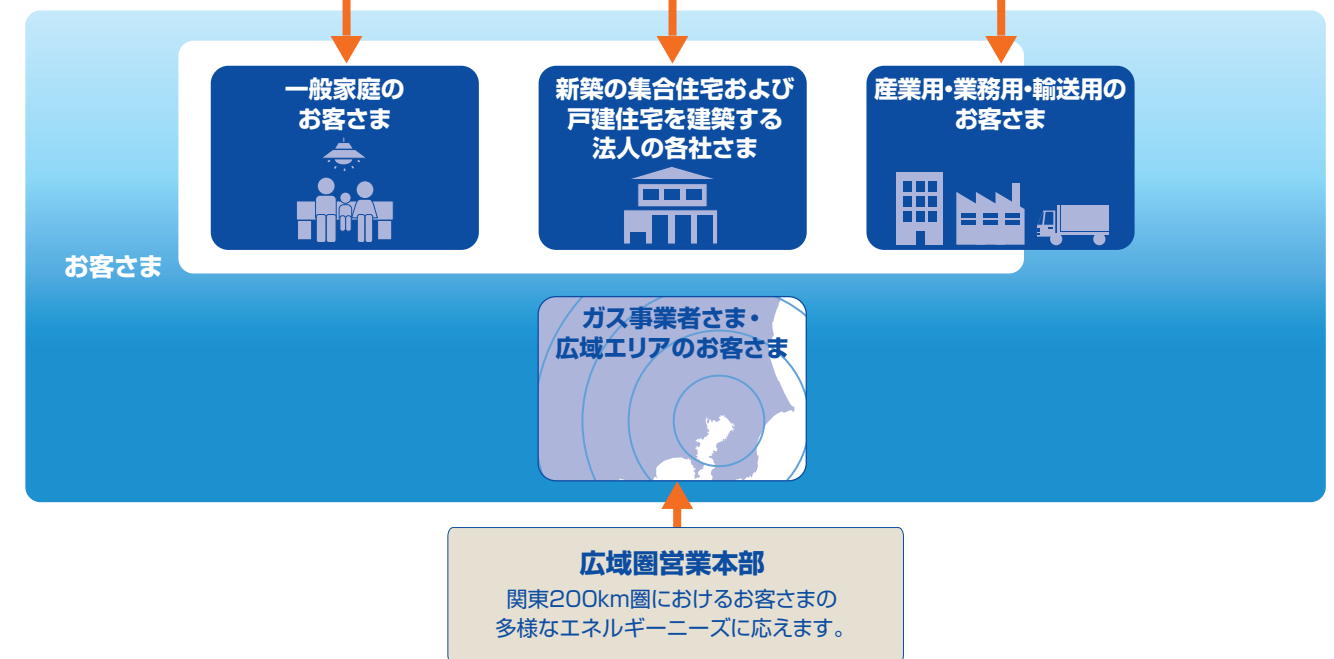 一般家庭の
お客さま
新築の集合住宅および
戸建住宅を建築する
法人の各社さま
産業用・業務用・輸送用の
お客さま
お客さま
ガス事業者さま・
広域エリアのお客さま
広域圏営業本部
関東200km圏におけるお客さまの
多様なエネルギーニーズに応えます。